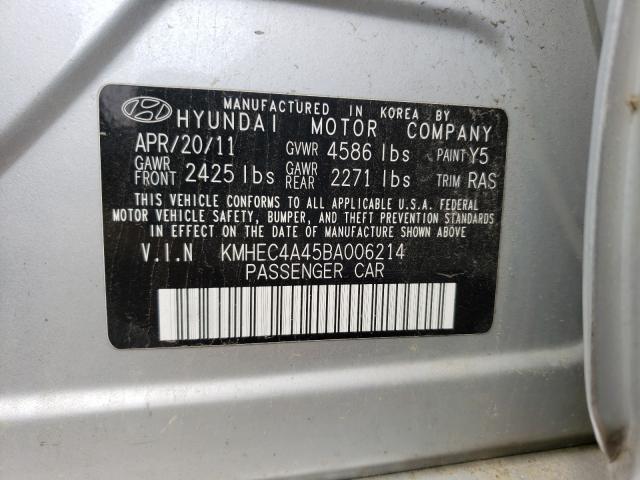 MANUFACTURED IN KOREA BY
HYUNDAI MOTOR COMPANY
APR/20/11 GVWR 4586 lbs PAINT Y5
GAWR FRONT 2425 lbs GAWR REAR 2271 lbs TRIM RAS
THIS VEHICLE CONFORMS TO ALL APPLICABLE U.S.A. FEDERAL
MOTOR VEHICLE SAFETY, BUMPER, AND THEFT PREVENTION STANDARDS
IN EFFECT ON THE DATE OF MANUFACTURE SHOWN ABOVE.
V.I.N KMHEC4A45BA006214
PASSENGER CAR